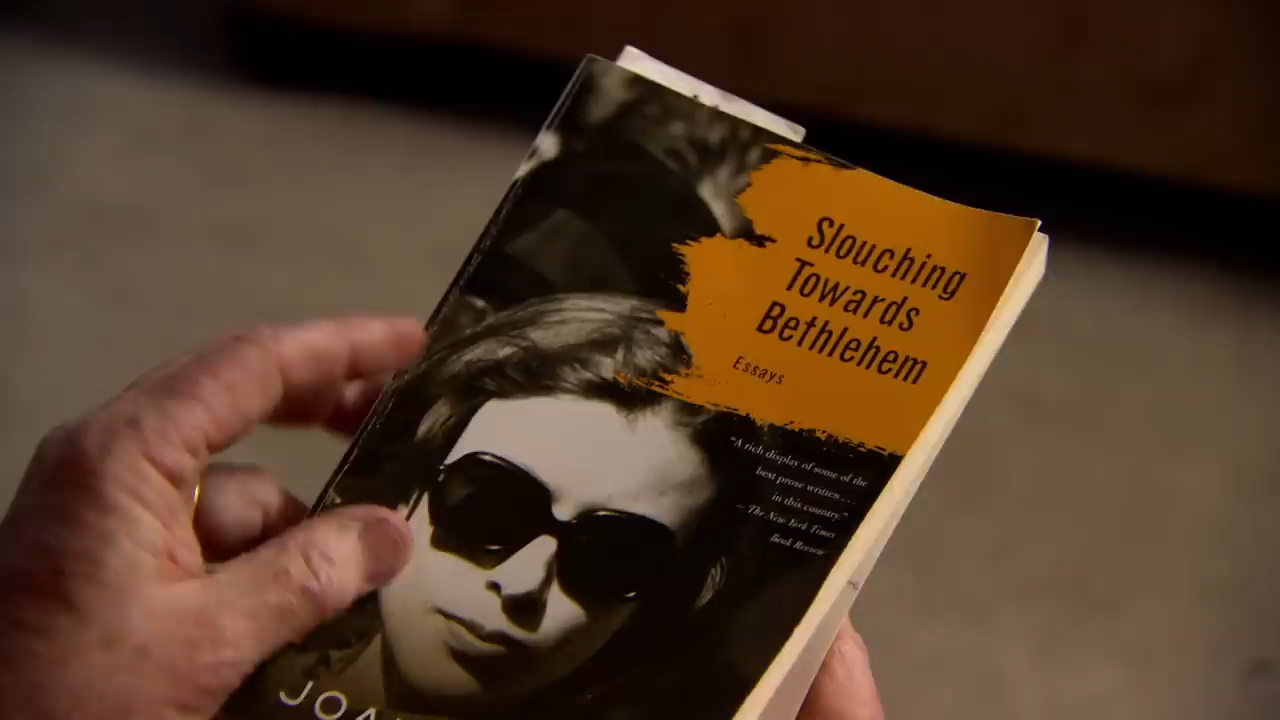 Slouching
Towards
Bethlehem
Essays
"A rich display of some of the
best prose written...
in this country."
– The New York Times
Book Review
JOA